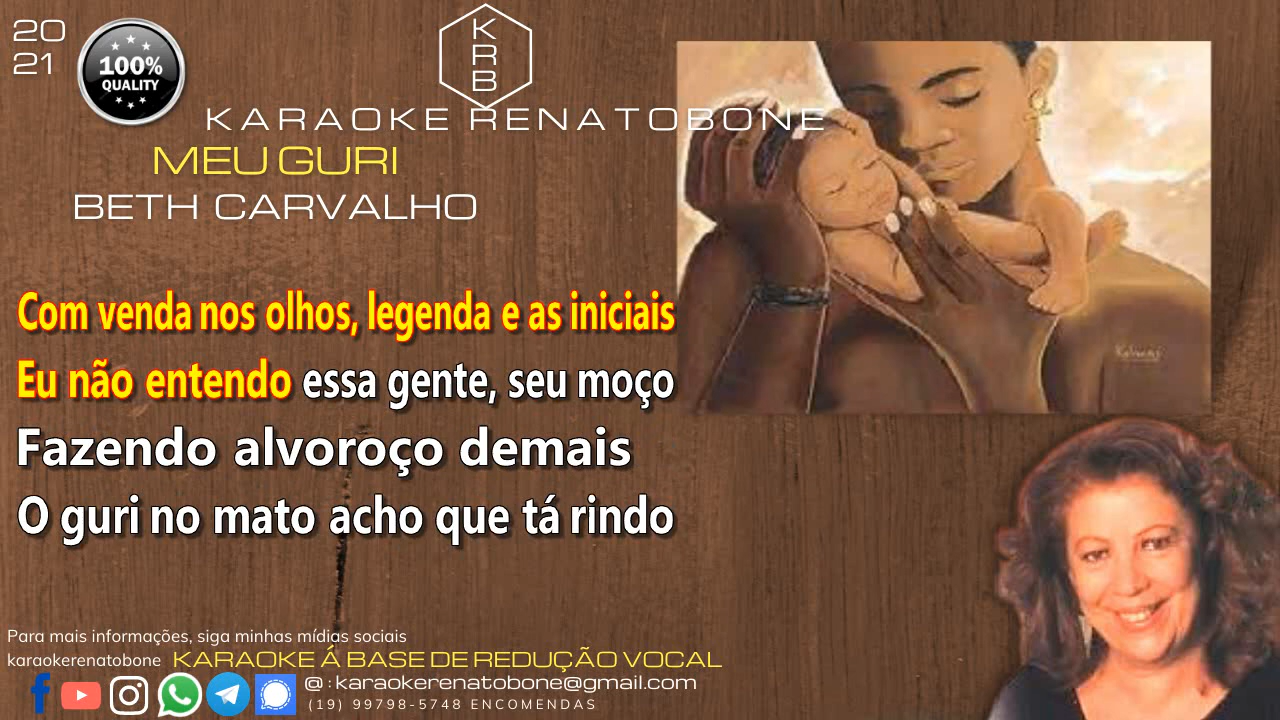 20
21
100%
QUALITY
K
R
B
KARAOKE RENATOBONE
MEU GURI
BETH CARVALHO
Com venda nos olhos, legenda e as iniciais
Eu não entendo essa gente, seu moço
Fazendo alvoroço demais
O guri no mato acho que tá rindo
Para mais informações, siga minhas mídias sociais
karaokerenatobone KARAOKE Á BASE DE REDUÇÃO VOCAL
@ : karaokerenatobone@gmail.com
(19) 99798-5748 ENCOMENDAS